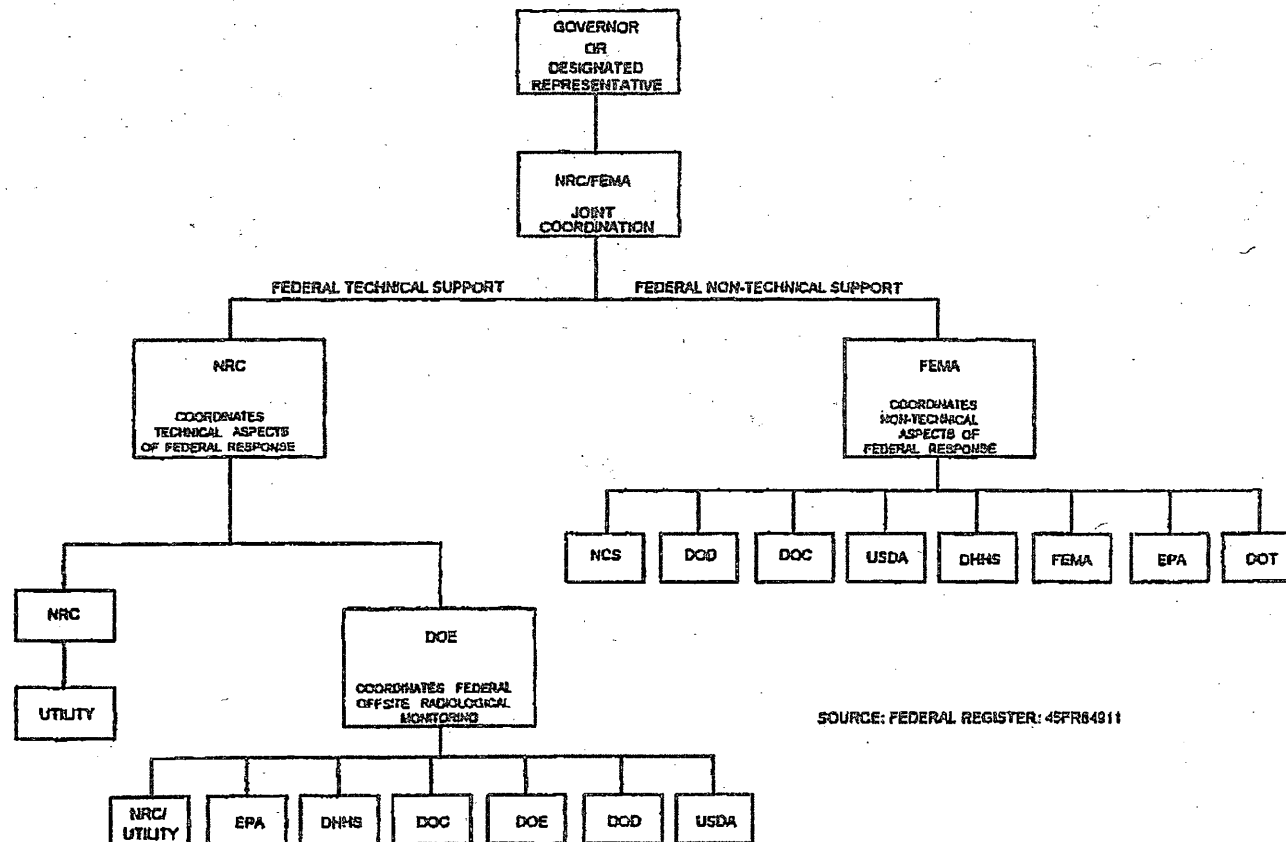 GOVERNOR
OR
DESIGNATED
REPRESENTATIVE
NRC/FEMA
JOINT
COORDINATION
FEDERAL TECHNICAL SUPPORT
FEDERAL NON-TECHNICAL SUPPORT
NRC
COORDINATES
TECHNICAL ASPECTS
OF FEDERAL RESPONSE
FEMA
COORDINATES
NON-TECHNICAL
ASPECTS OF
FEDERAL RESPONSE
NCS
DOD
DOC
USDA
DHHS
FEMA
EPA
DOT
NRC
UTILITY
DOE
COORDINATES FEDERAL
OFFSITE RADIOLOGICAL
MONITORING
SOURCE: FEDERAL REGISTER: 45FR84911
NRC/
UTILITY
EPA
DHHS
DOC
DOE
DOD
USDA